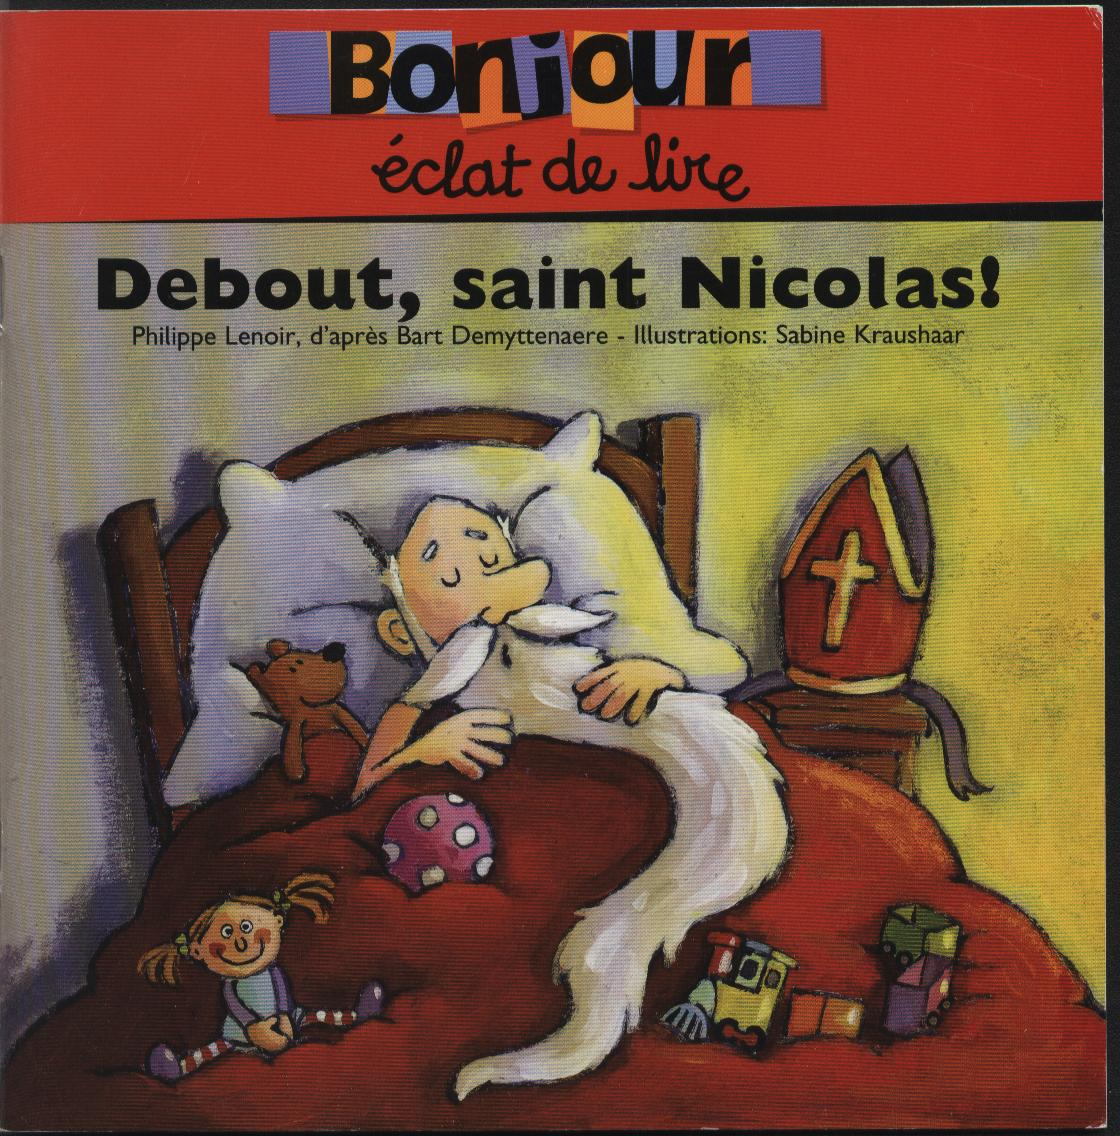 Bonjour
éclat de lire
Debout, saint Nicolas!
Philippe Lenoir, d'après Bart Demyttenaere - Illustrations: Sabine Kraushaar